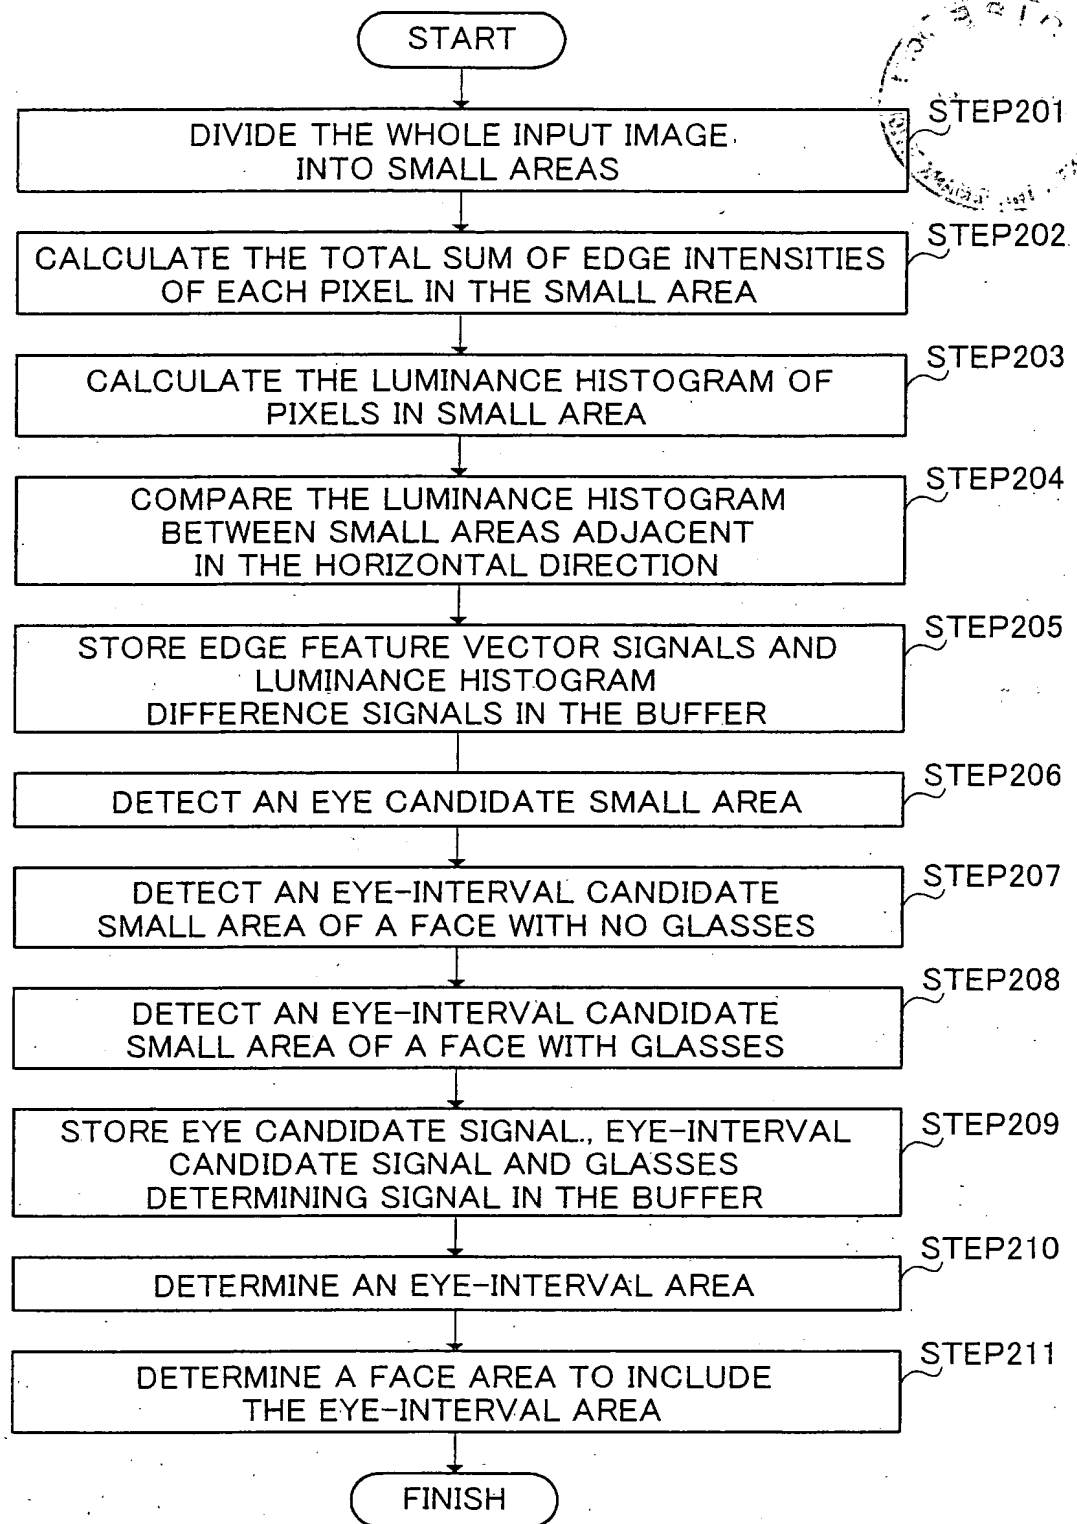 START
STEP201
DIVIDE THE WHOLE INPUT IMAGE
INTO SMALL AREAS
STEP202
CALCULATE THE TOTAL SUM OF EDGE INTENSITIES
OF EACH PIXEL IN THE SMALL AREA
STEP203
CALCULATE THE LUMINANCE HISTOGRAM OF
PIXELS IN SMALL AREA
STEP204
COMPARE THE LUMINANCE HISTOGRAM
BETWEEN SMALL AREAS ADJACENT
IN THE HORIZONTAL DIRECTION
STEP205
STORE EDGE FEATURE VECTOR SIGNALS AND
LUMINANCE HISTOGRAM
DIFFERENCE SIGNALS IN THE BUFFER
STEP206
DETECT AN EYE CANDIDATE SMALL AREA
STEP207
DETECT AN EYE-INTERVAL CANDIDATE
SMALL AREA OF A FACE WITH NO GLASSES
STEP208
DETECT AN EYE-INTERVAL CANDIDATE
SMALL AREA OF A FACE WITH GLASSES
STEP209
STORE EYE CANDIDATE SIGNAL., EYE-INTERVAL
CANDIDATE SIGNAL AND GLASSES
DETERMINING SIGNAL IN THE BUFFER
STEP210
DETERMINE AN EYE-INTERVAL AREA
STEP211
DETERMINE A FACE AREA TO INCLUDE
THE EYE-INTERVAL AREA
FINISH